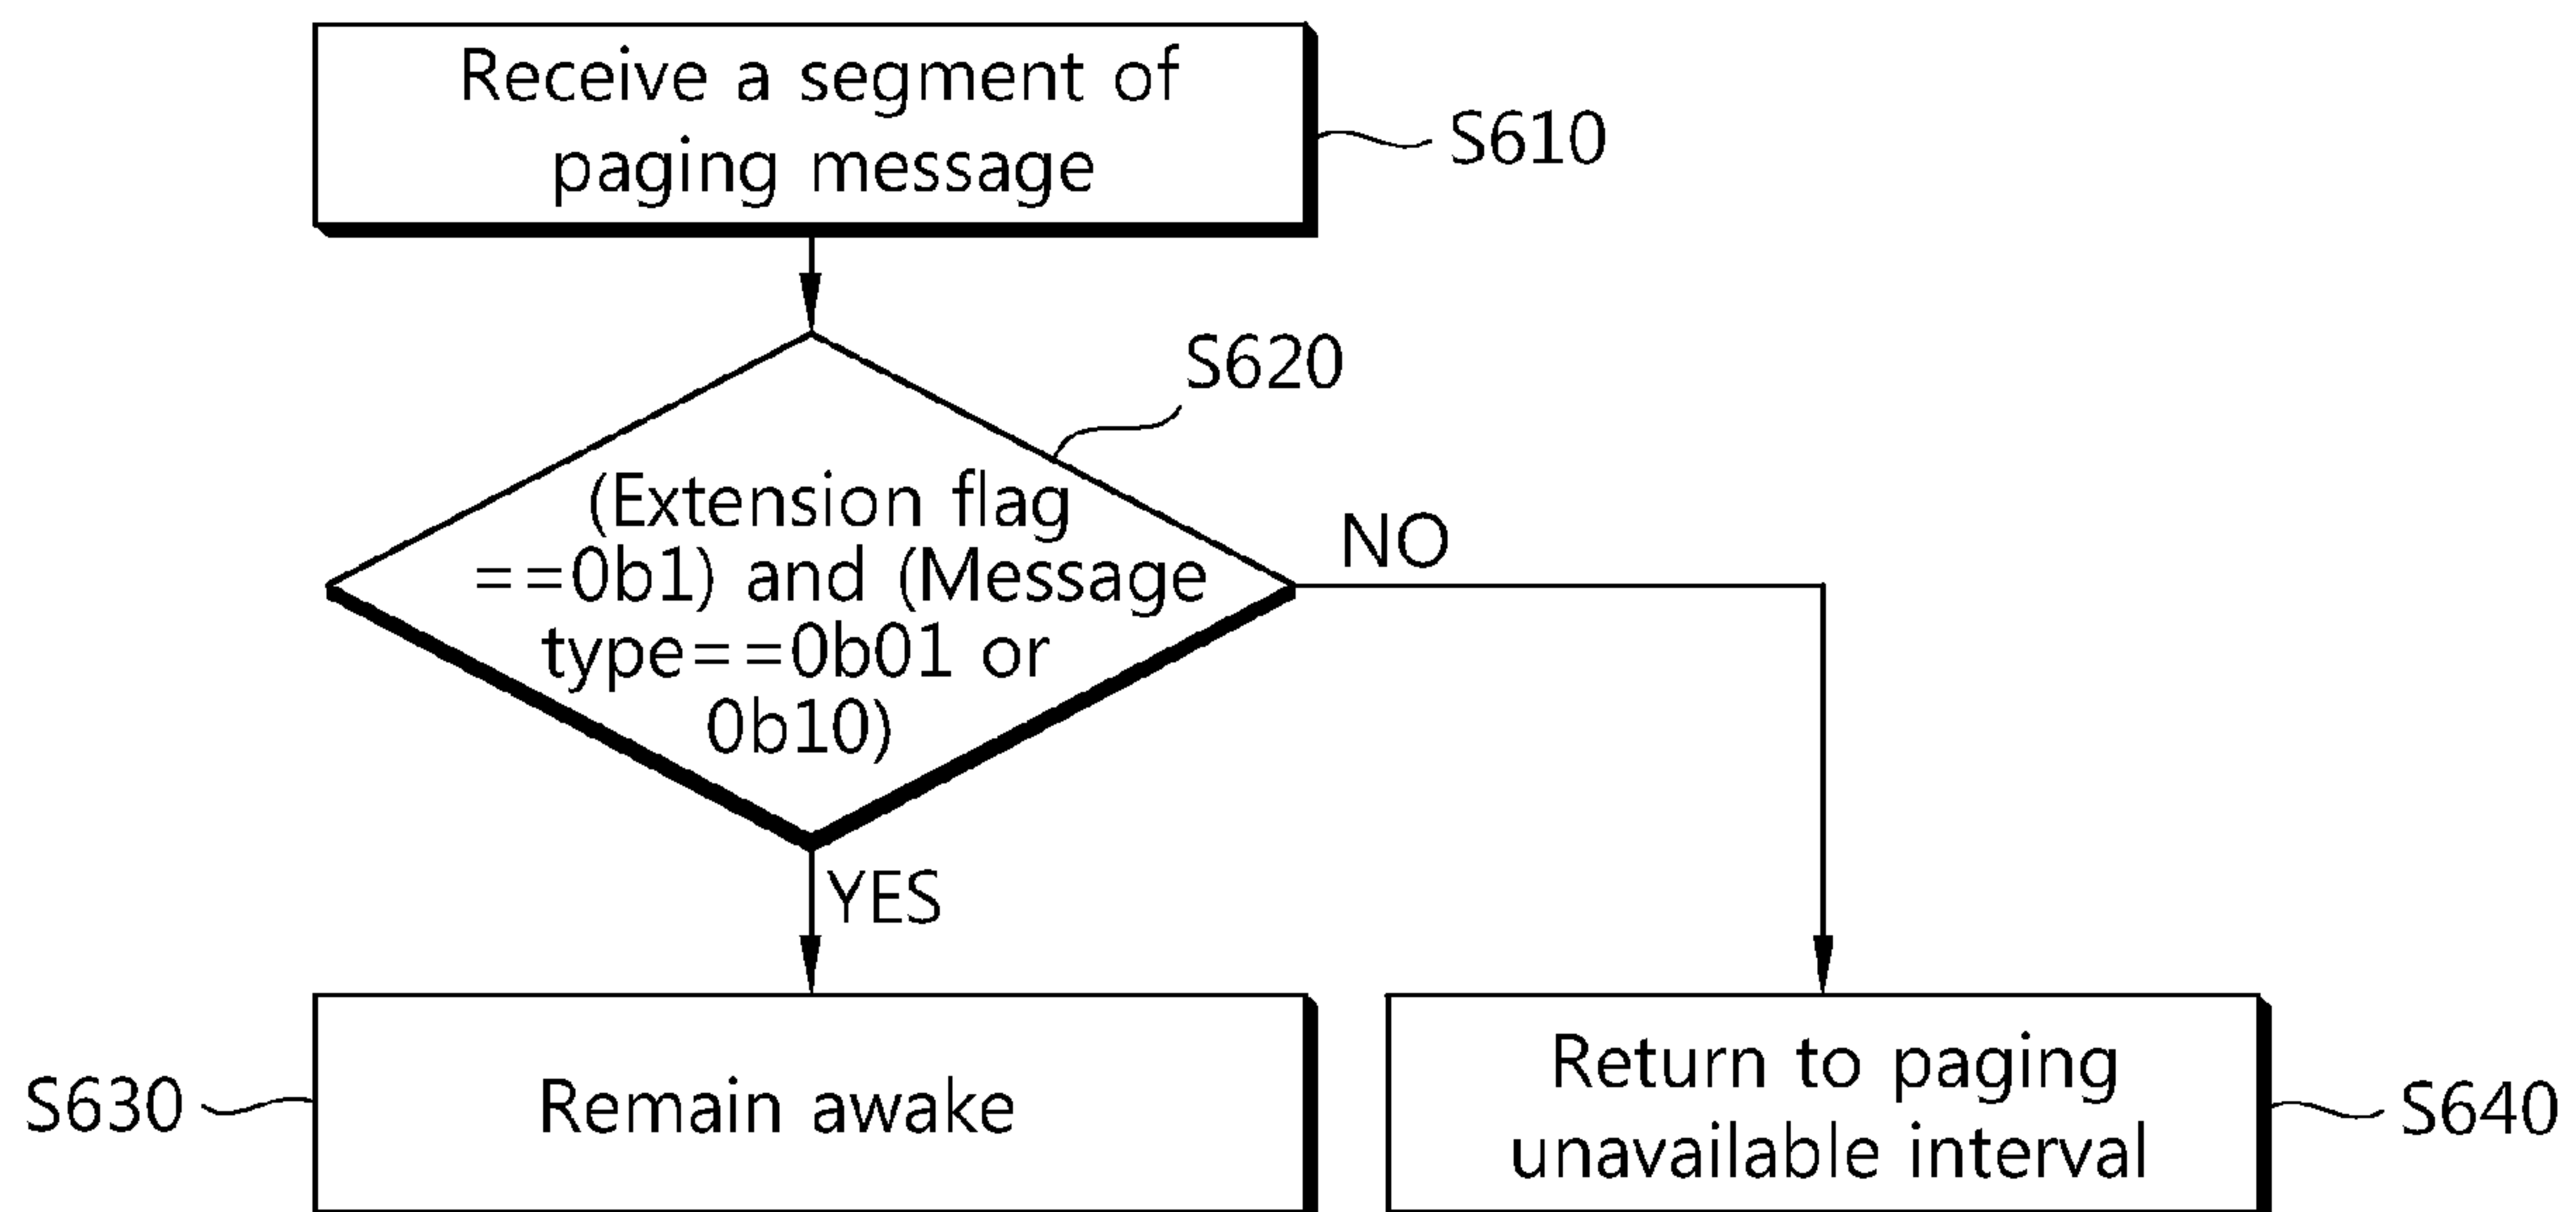 Receive a segment of
paging message
S610
S620
(Extension flag
==0b1) and (Message
type==0b01 or
0b10)
NO
YES
S630
Remain awake
Return to paging
unavailable interval
S640